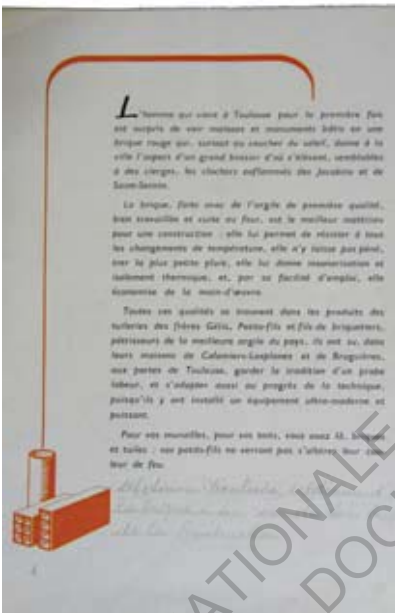 L'homme qui vient à Toulouse pour la première fois
est surpris de voir maisons et monuments bâtis en une
brique rouge qui, surtout au coucher du soleil, donne à la
ville l'aspect d'un grand brasier d'où s'élèvent, semblables
à des cierges, les clochers enflammés des Jacobins et de
Saint-Sernin.
La brique, faite avec de l'argile de première qualité,
bien travaillée et cuite au four, est le meilleur matériau
pour une construction : elle lui permet de résister à tous
les changements de température, elle n'y laisse pas péné-
trer la plus petite pluie, elle lui donne insonorisation et
isolement thermique, et, par sa facilité d'emploi, elle
économise de la main-d'œuvre.
Toutes ces qualités se trouvent dans les produits des
tuileries des frères Gélis, Petits-fils et fils de briquetiers,
pétrisseurs de la meilleure argile du pays, ils ont su, dans
leurs maisons de Colomiers-Lasplanes et de Bruguières,
aux portes de Toulouse, garder la tradition d'un probe
labeur, et s'adapter aussi au progrès de la technique,
puisqu'ils y ont installé un équipement ultra-moderne et
puissant.
Pour vos murailles, pour vos toits, vous avez là, briques
et tuiles : vos petits-fils ne verront pas s'altérer leur cou-
leur de feu.
4
ATIONALE
DOC